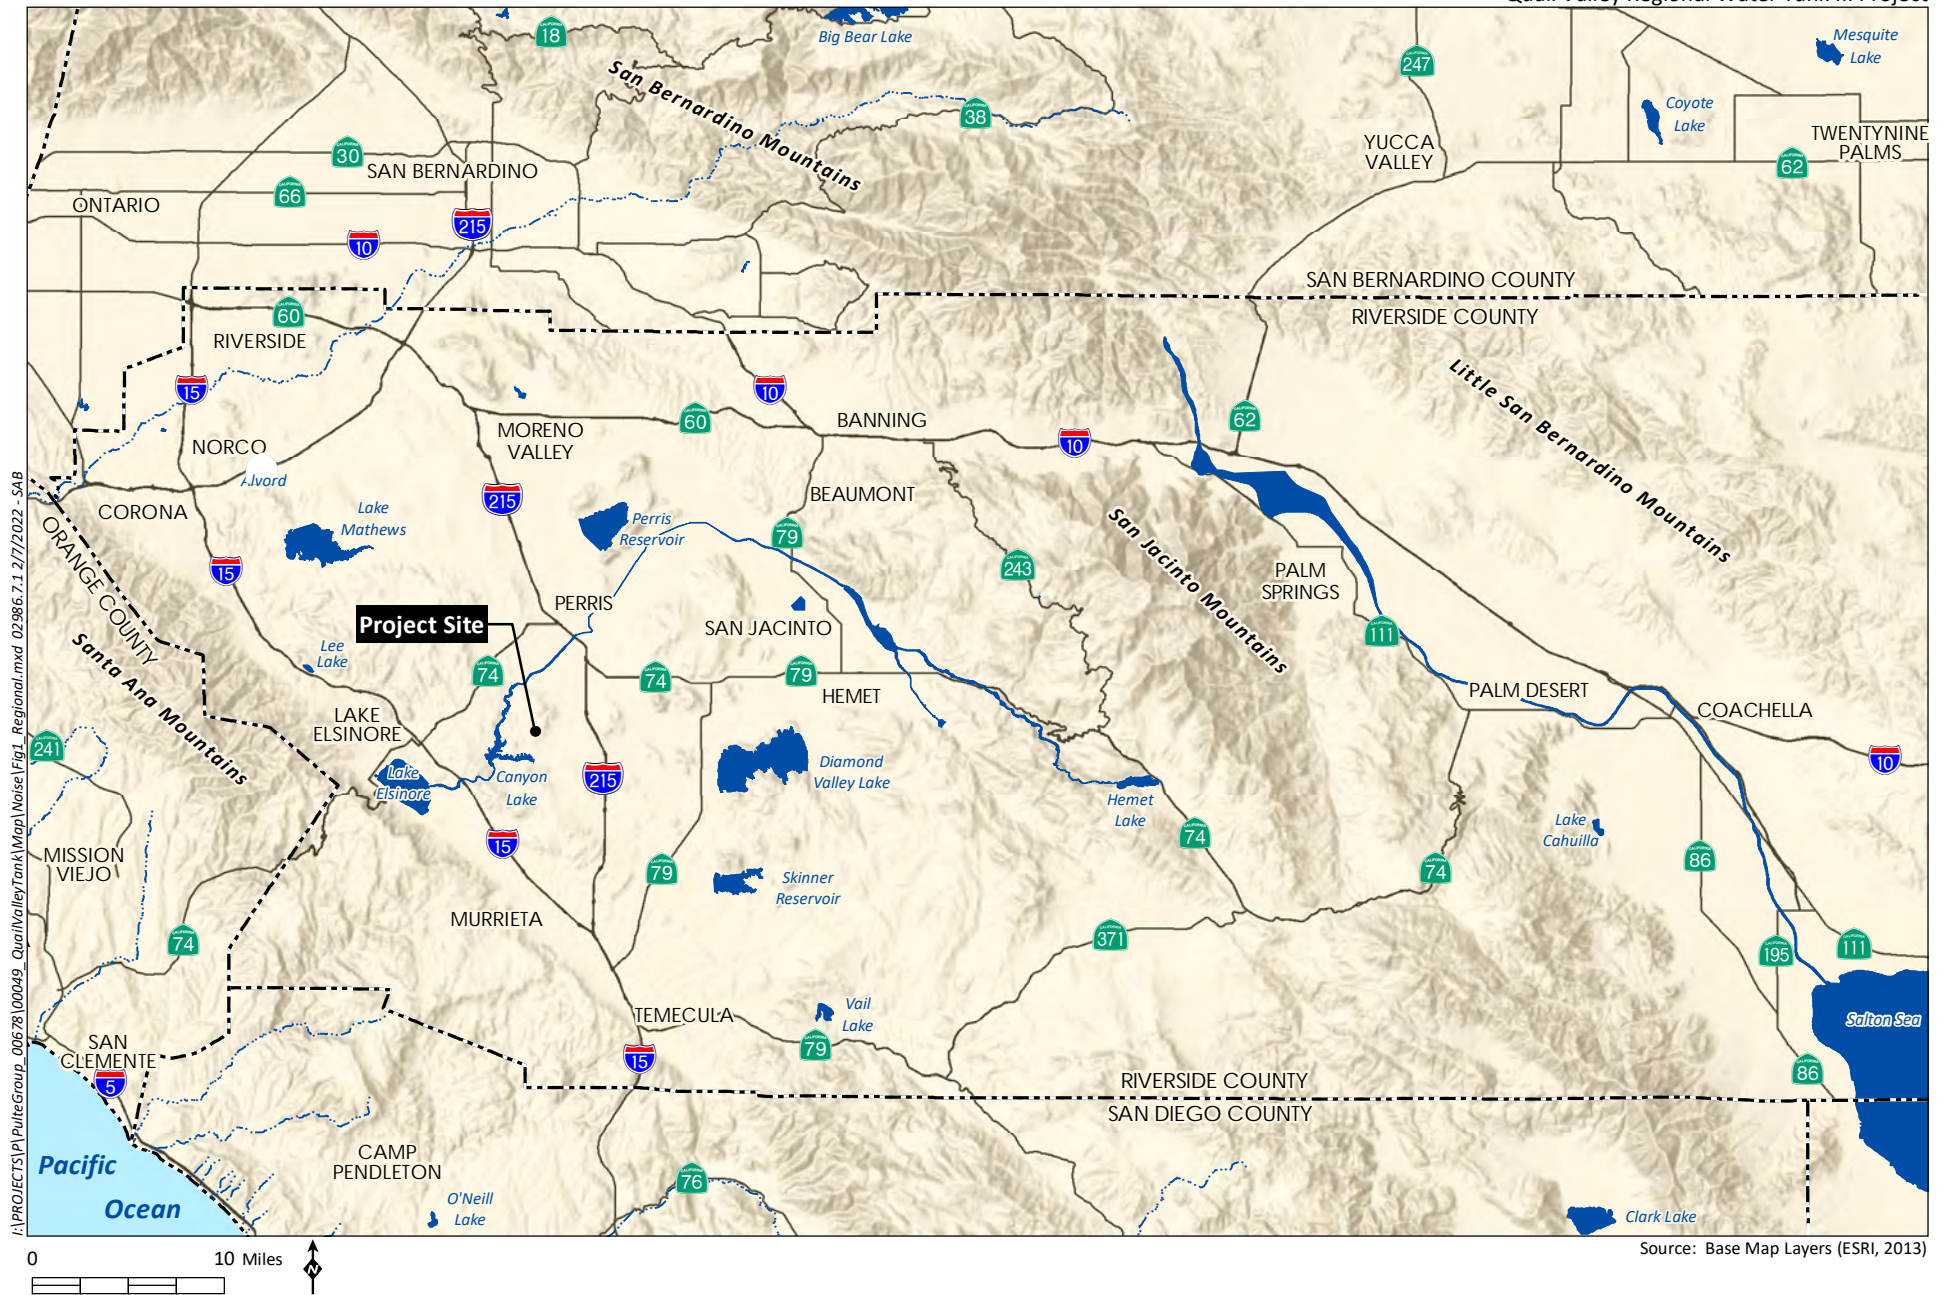 Quail Valley Regional Water Tank III Project
18
Big Bear Lake
247
Mesquite
Lake
San Bernardino Mountains
38
Coyote
Lake
YUCCA
VALLEY
TWENTYNINE
PALMS
62
30
SAN BERNARDINO
66
ONTARIO
215
10
SAN BERNARDINO COUNTY
RIVERSIDE COUNTY
60
RIVERSIDE
15
10
Little San Bernardino Mountains
60
BANNING
62
MORENO
VALLEY
10
NORCO
Alvord
215
BEAUMONT
CORONA
Lake
Mathews
Perris
Reservoir
79
San Jacinto Mountains
ORANGE COUNTY
15
243
PALM
SPRINGS
PERRIS
Project Site
SAN JACINTO
111
Santa Ana Mountains
Lee
Lake
74
74
79
HEMET
PALM DESERT
COACHELLA
LAKE
ELSINORE
241
Lake
Elsinore
Canyon
Lake
215
Diamond
Valley Lake
10
Hemet
Lake
Lake
Cahuilla
15
74
MISSION
VIEJO
79
Skinner
Reservoir
74
86
MURRIETA
74
371
195
111
TEMECULA
Vail
Lake
Salton Sea
SAN
CLEMENTE
79
15
5
86
RIVERSIDE COUNTY
SAN DIEGO COUNTY
CAMP
PENDLETON
Pacific
Ocean
76
O'Neill
Lake
Clark Lake
I:\PROJECTS\P\PulteGroup_00678\00049_QuailValleyTank\Map\Noise\Fig1_Regional.mxd 02986.7.1 2/7/2022 - SAB
0
10 Miles
N
Source: Base Map Layers (ESRI, 2013)